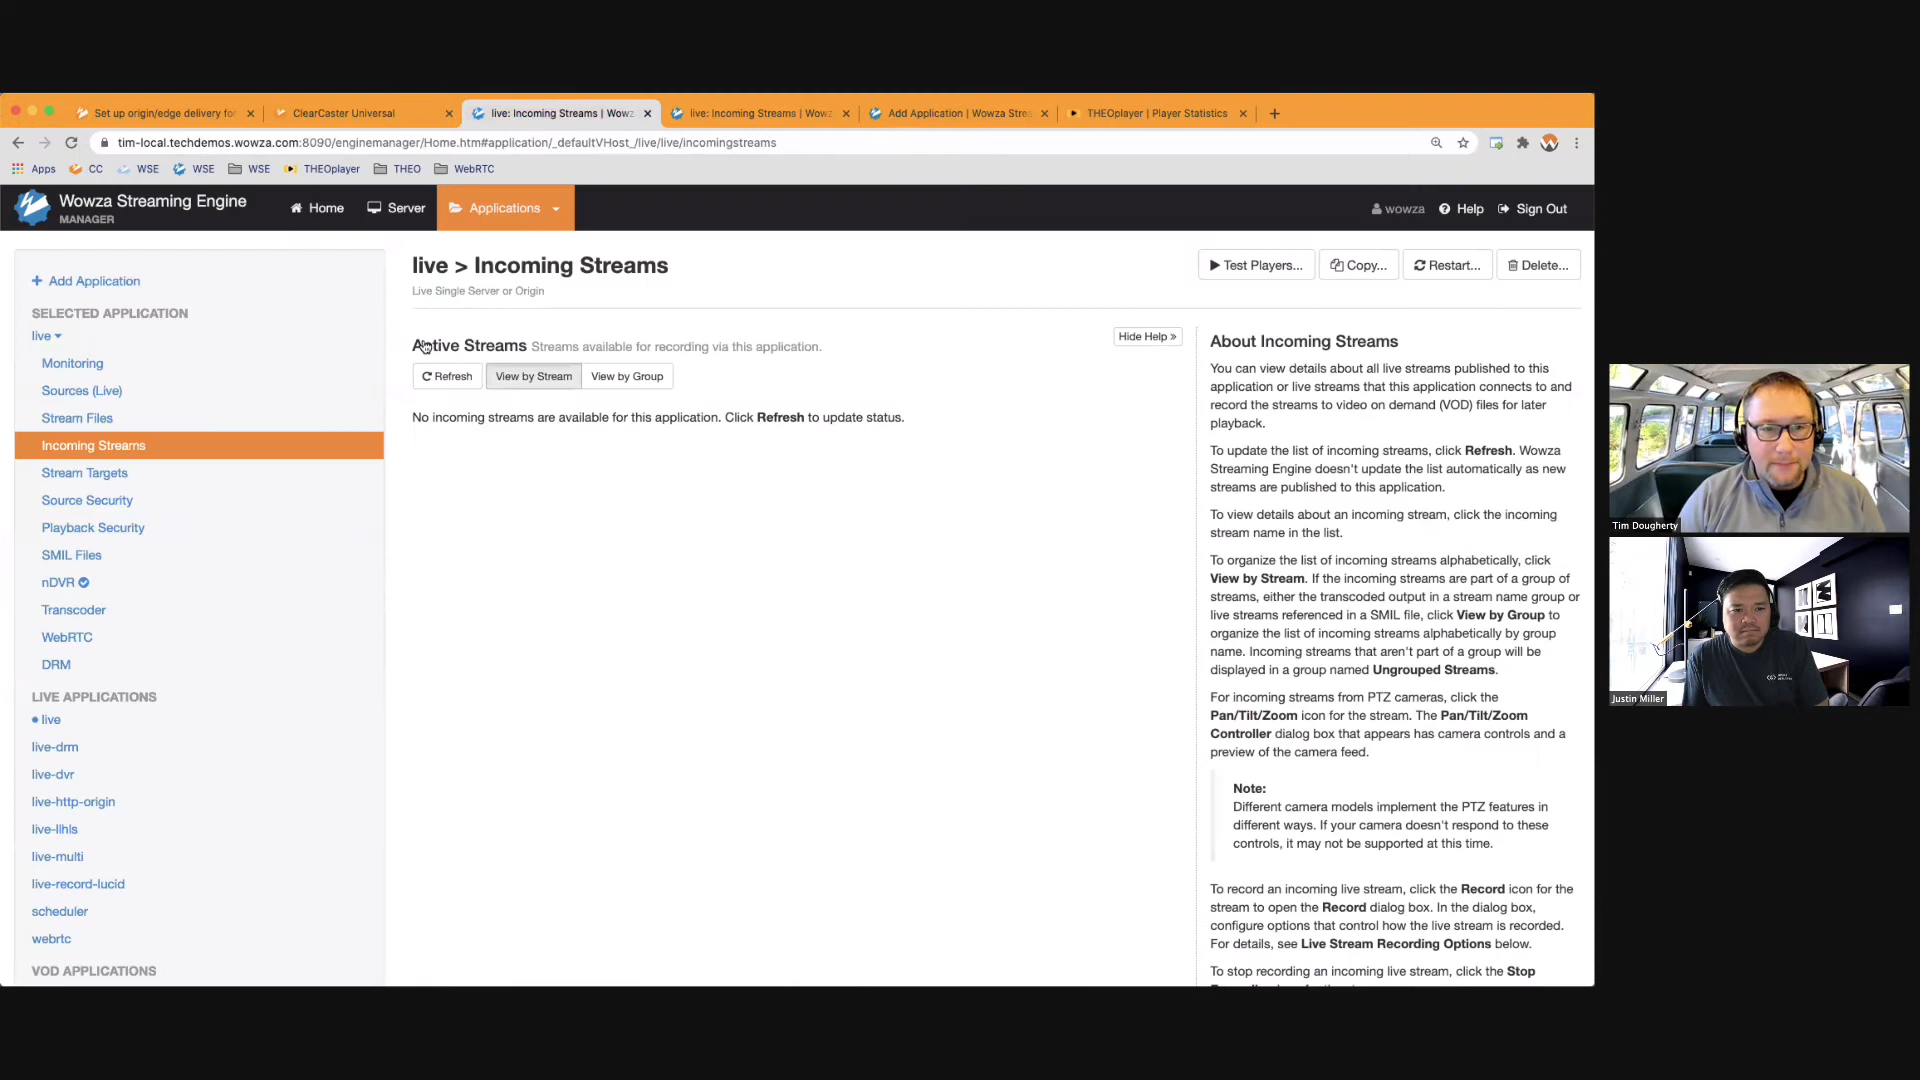 Set up origin/edge delivery for
ClearCaster Universal
live: Incoming Streams | Wowz
live: Incoming Streams | Wowz
Add Application | Wowza Stre
THEOplayer | Player Statistics
tim-local.techdemos.wowza.com:8090/enginemanager/Home.htm#application/_defaultVHost_/live/live/incomingstreams
Apps
CC
WSE
WSE
WSE
THEOplayer
THEO
WebRTC
Wowza Streaming Engine
MANAGER
Home
Server
Applications
wowza
Help
Sign Out
+ Add Application
SELECTED APPLICATION
live
Monitoring
Sources (Live)
Stream Files
Incoming Streams
Stream Targets
Source Security
Playback Security
SMIL Files
nDVR
Transcoder
WebRTC
DRM
LIVE APPLICATIONS
live
live-drm
live-dvr
live-http-origin
live-llhls
live-multi
live-record-lucid
scheduler
webrtc
VOD APPLICATIONS
live > Incoming Streams
Live Single Server or Origin
Test Players...
Copy...
Restart...
Delete...
Active Streams Streams available for recording via this application.
Hide Help »
Refresh
View by Stream
View by Group
No incoming streams are available for this application. Click Refresh to update status.
About Incoming Streams
You can view details about all live streams published to this
application or live streams that this application connects to and
record the streams to video on demand (VOD) files for later
playback.
To update the list of incoming streams, click Refresh. Wowza
Streaming Engine doesn't update the list automatically as new
streams are published to this application.
To view details about an incoming stream, click the incoming
stream name in the list.
To organize the list of incoming streams alphabetically, click
View by Stream. If the incoming streams are part of a group of
streams, either the transcoded output in a stream name group or
live streams referenced in a SMIL file, click View by Group to
organize the list of incoming streams alphabetically by group
name. Incoming streams that aren't part of a group will be
displayed in a group named Ungrouped Streams.
For incoming streams from PTZ cameras, click the
Pan/Tilt/Zoom icon for the stream. The Pan/Tilt/Zoom
Controller dialog box that appears has camera controls and a
preview of the camera feed.
Note:
Different camera models implement the PTZ features in
different ways. If your camera doesn't respond to these
controls, it may not be supported at this time.
To record an incoming live stream, click the Record icon for the
stream to open the Record dialog box. In the dialog box,
configure options that control how the live stream is recorded.
For details, see Live Stream Recording Options below.
To stop recording an incoming live stream, click the Stop
Tim Dougherty
Justin Miller